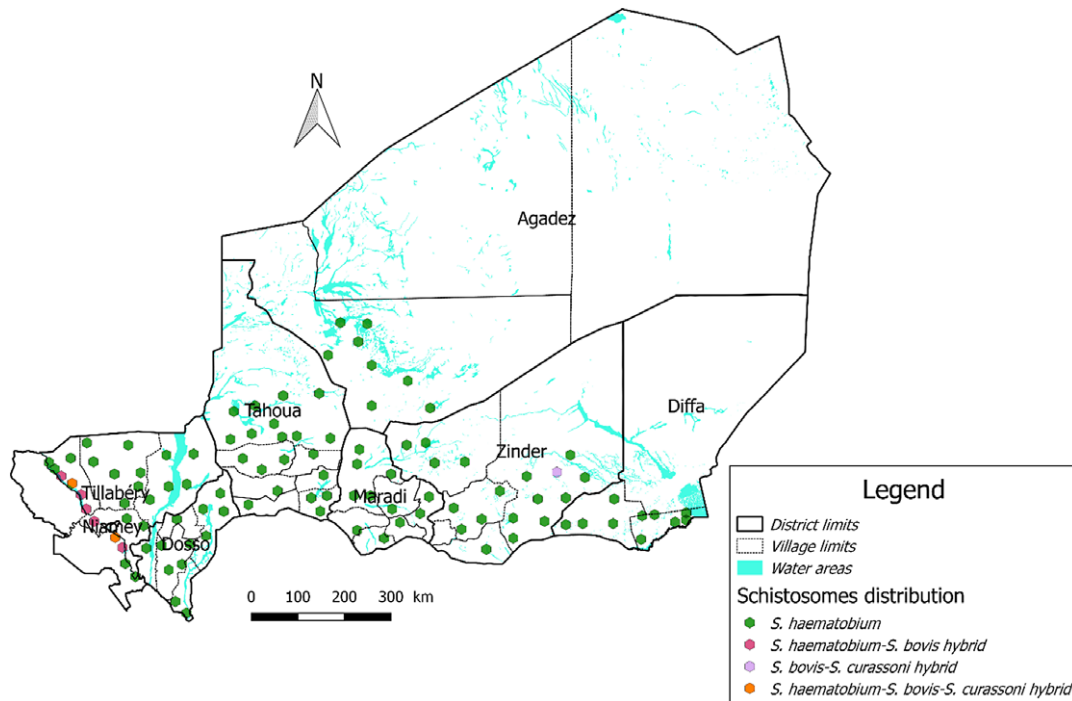 N
Agadez
Diffa
Tahoua
Zinder
Maradi
Tillabéry
Niamey
Dosso
0 100 200 300 km
Legend
District limits
Village limits
Water areas
Schistosomes distribution
S. haematobium
S. haematobium-S. bovis hybrid
S. bovis-S. curassoni hybrid
S. haematobium-S. bovis-S. curassoni hybrid